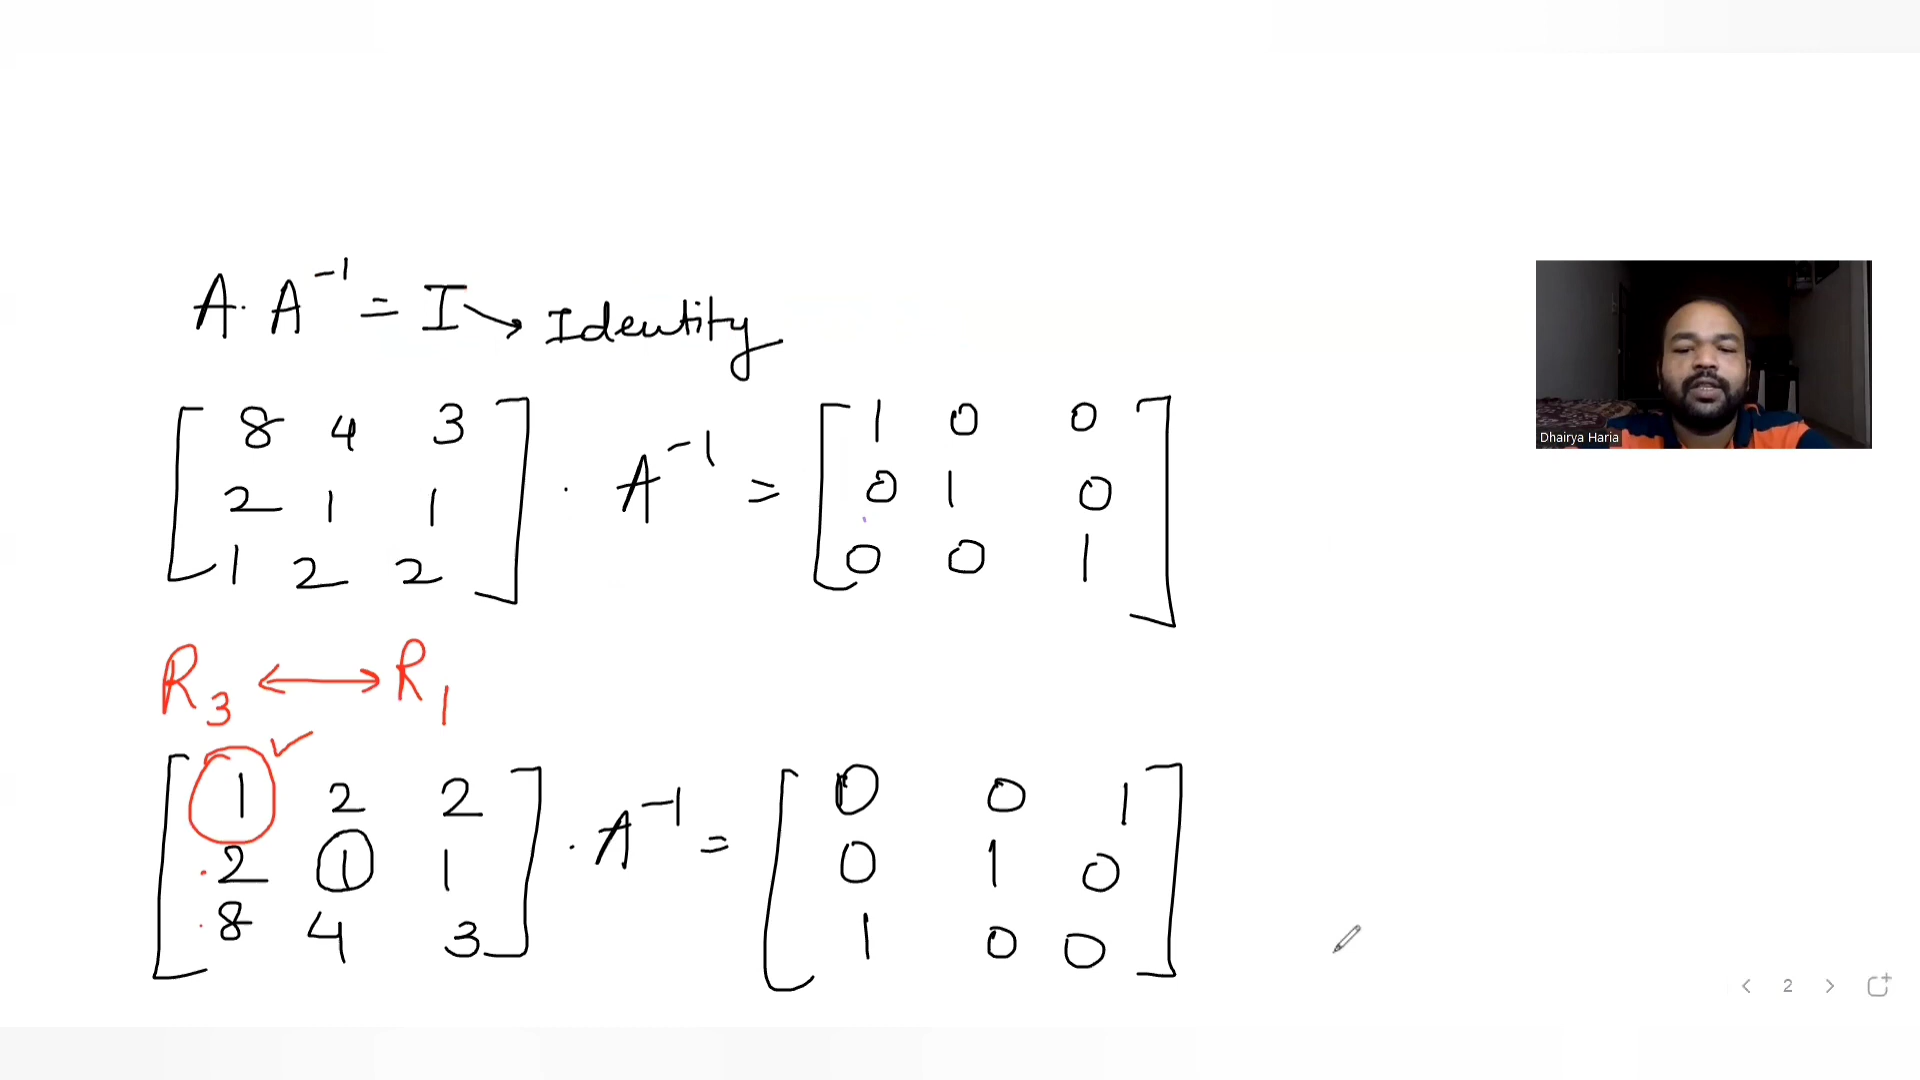 A · A⁻¹ = I → Identity
[ 8 4 3 ] [ 1 0 0 ]
[ 2 1 1 ] · A⁻¹ = [ 0 1 0 ]
[ 1 2 2 ] [ 0 0 1 ]
R₃ ↔ R₁
[ 1 ✓ 2 2 ] [ 0 0 1 ]
[ 2 1 1 ] · A⁻¹ = [ 0 1 0 ]
[ 8 4 3 ] [ 1 0 0 ]
Dhairya Haria
< 2 >